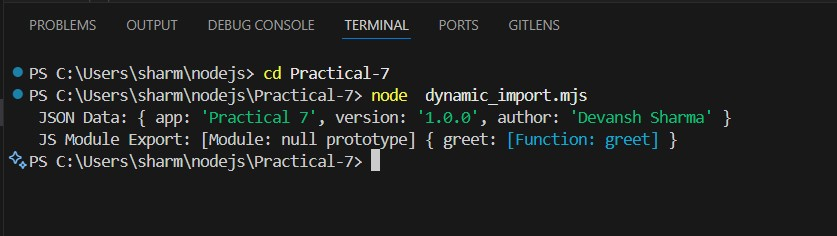 PROBLEMS OUTPUT DEBUG CONSOLE TERMINAL PORTS GITLENS
PS C:\Users\sharm\nodejs> cd Practical-7
PS C:\Users\sharm\nodejs\Practical-7> node  dynamic_import.mjs
JSON Data: { app: 'Practical 7', version: '1.0.0', author: 'Devansh Sharma' }
JS Module Export: [Module: null prototype] { greet: [Function: greet] }
PS C:\Users\sharm\nodejs\Practical-7>